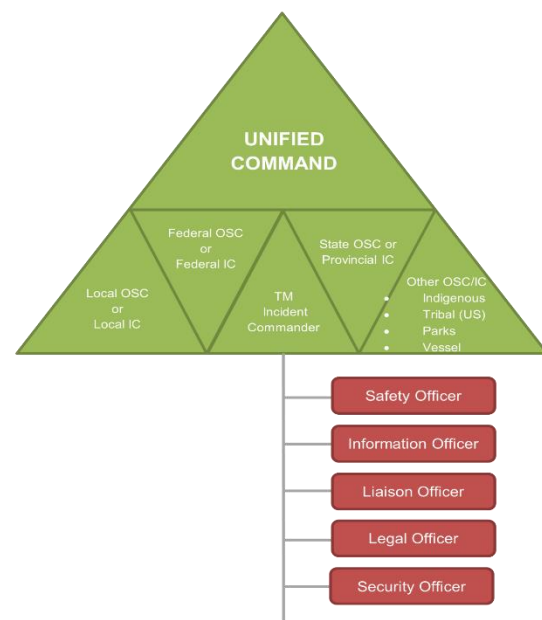 UNIFIED
COMMAND
Local OSC
or
Local IC
Federal OSC
or
Federal IC
TM
Incident
Commander
State OSC or
Provincial IC
Other OSC/IC
• Indigenous
• Tribal (US)
• Parks
• Vessel
Safety Officer
Information Officer
Liaison Officer
Legal Officer
Security Officer